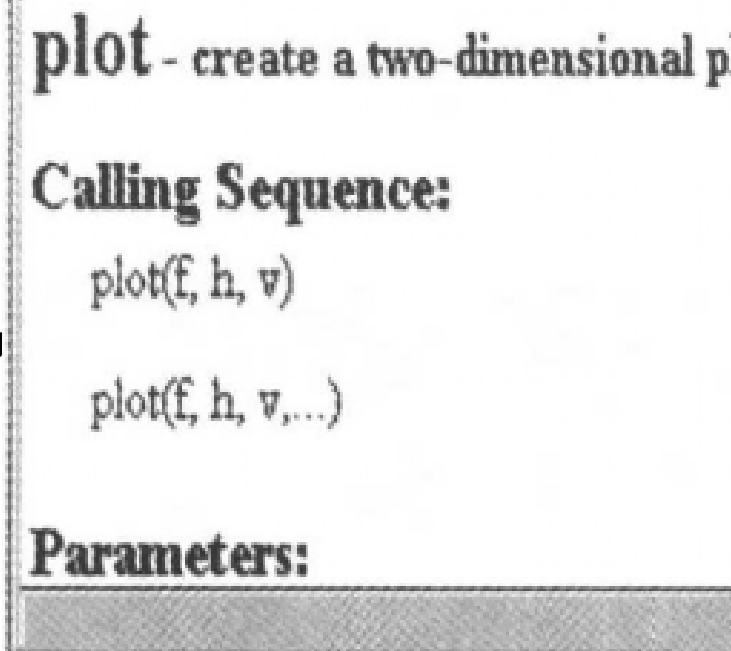 plot - create a two-dimensional
Calling Sequence:
plot(f, h, v)
plot(f, h, v,...)
Parameters: